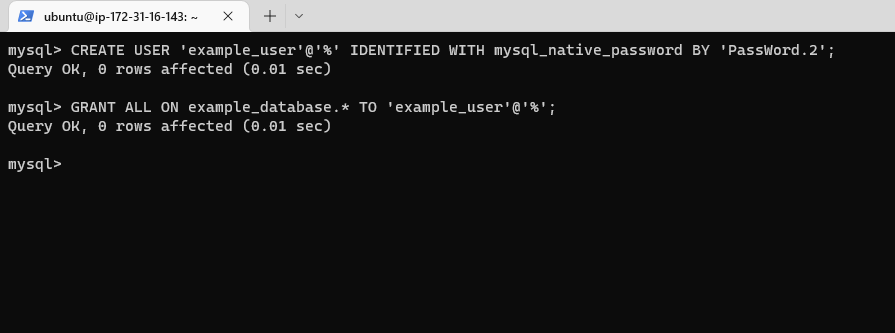 ubuntu@ip-172-31-16-143: ~
mysql> CREATE USER 'example_user'@'%' IDENTIFIED WITH mysql_native_password BY 'PassWord.2';
Query OK, 0 rows affected (0.01 sec)
mysql> GRANT ALL ON example_database.* TO 'example_user'@'%';
Query OK, 0 rows affected (0.01 sec)
mysql>